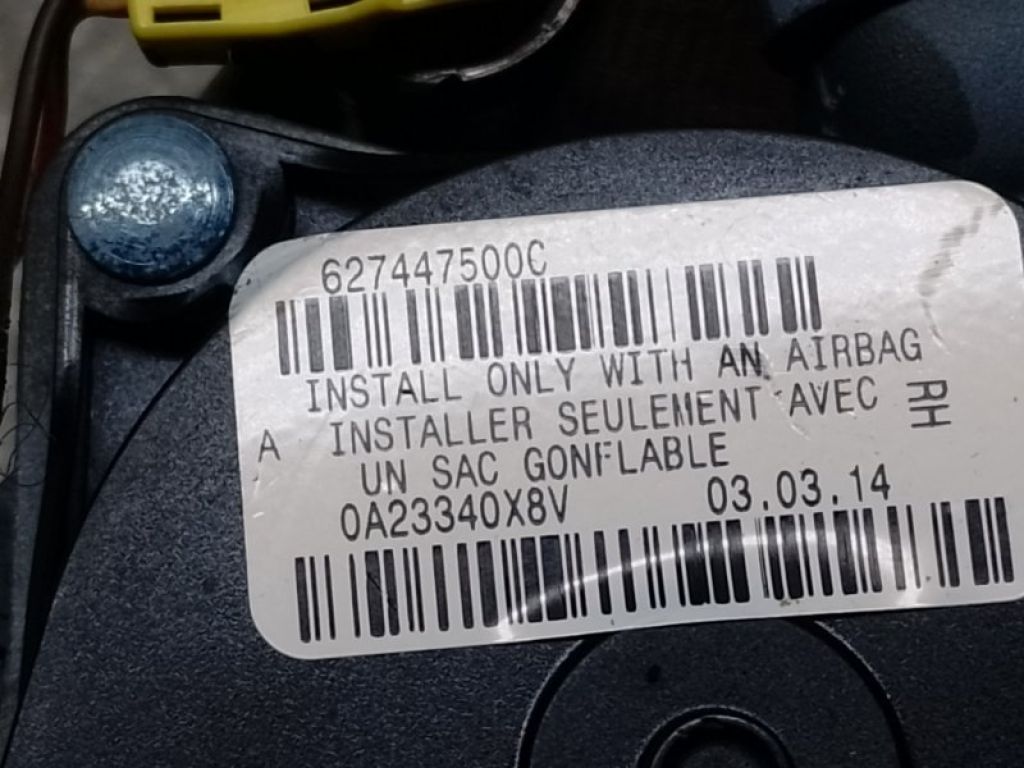 627447500C
INSTALL ONLY WITH AN AIRBAG
A INSTALLER SEULEMENT AVEC RH
UN SAC GONFLABLE
0A23340X8V 03.03.14